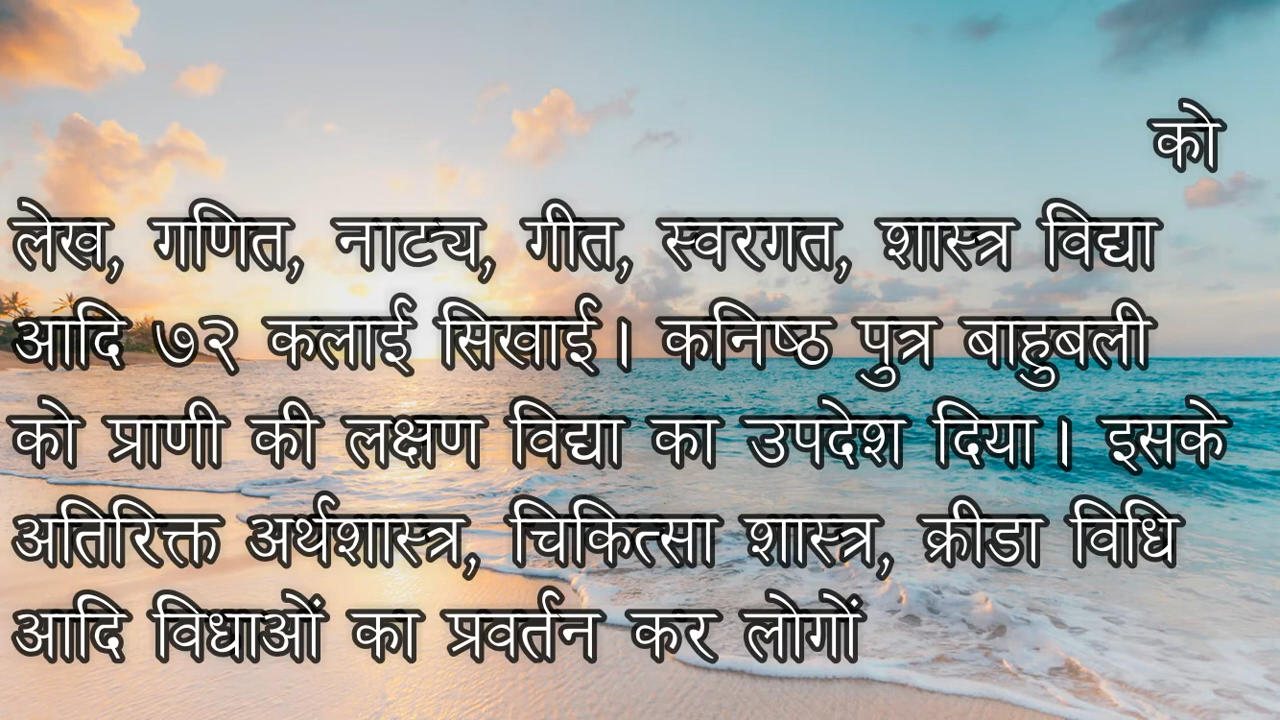 को
लेख, गणित, नाट्य, गीत, स्वरगत, शास्त्र विद्या
आदि ७२ कलाई सिखाई। कनिष्ठ पुत्र बाहुबली
को प्राणी की लक्षण विद्या का उपदेश दिया। इसके
अतिरिक्त अर्थशास्त्र, चिकित्सा शास्त्र, क्रीडा विधि
आदि विधाओं का प्रवर्तन कर लोगों